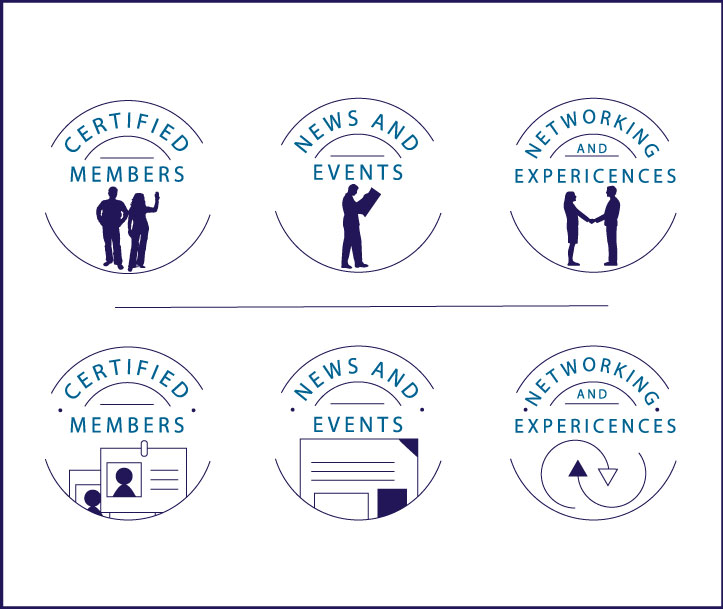 CERTIFIED
MEMBERS
NEWS AND
EVENTS
NETWORKING
AND
EXPERICENCES
CERTIFIED
MEMBERS
NEWS AND
EVENTS
NETWORKING
AND
EXPERICENCES